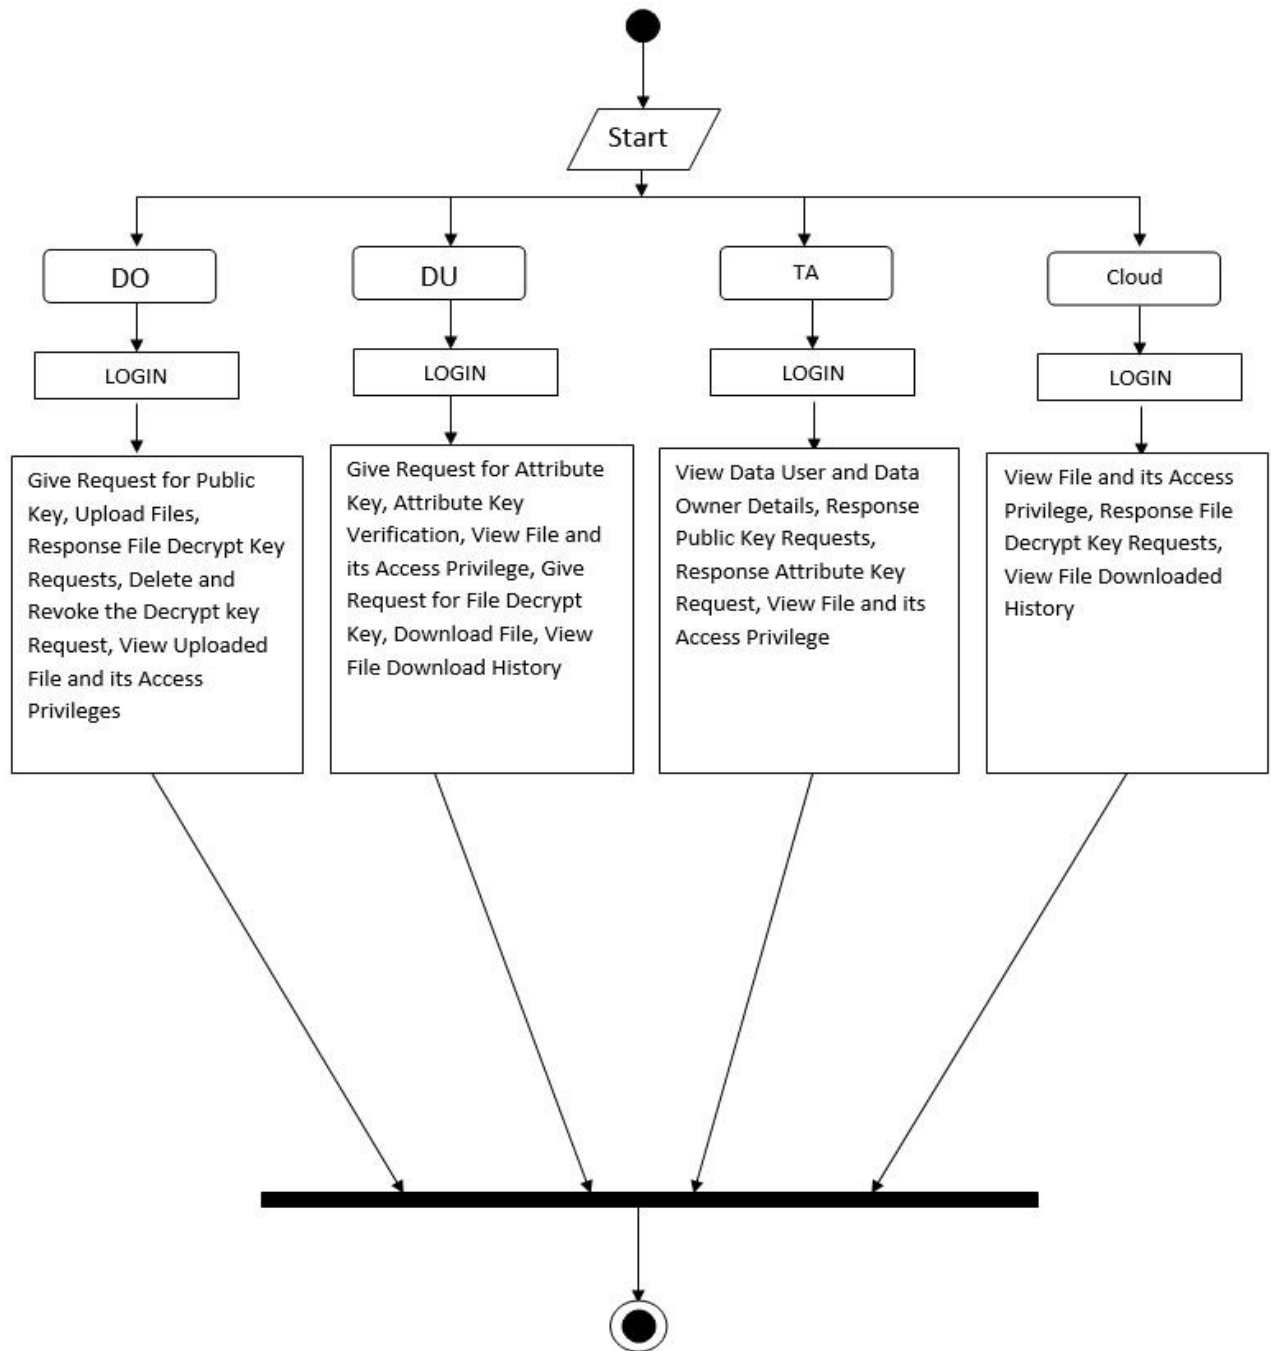 Start
DO
DU
TA
Cloud
LOGIN
LOGIN
LOGIN
LOGIN
Give Request for Public
Key, Upload Files,
Response File Decrypt Key
Requests, Delete and
Revoke the Decrypt key
Request, View Uploaded
File and its Access
Privileges
Give Request for Attribute
Key, Attribute Key
Verification, View File and
its Access Privilege, Give
Request for File Decrypt
Key, Download File, View
File Download History
View Data User and Data
Owner Details, Response
Public Key Requests,
Response Attribute Key
Request, View File and its
Access Privilege
View File and its Access
Privilege, Response File
Decrypt Key Requests,
View File Downloaded
History